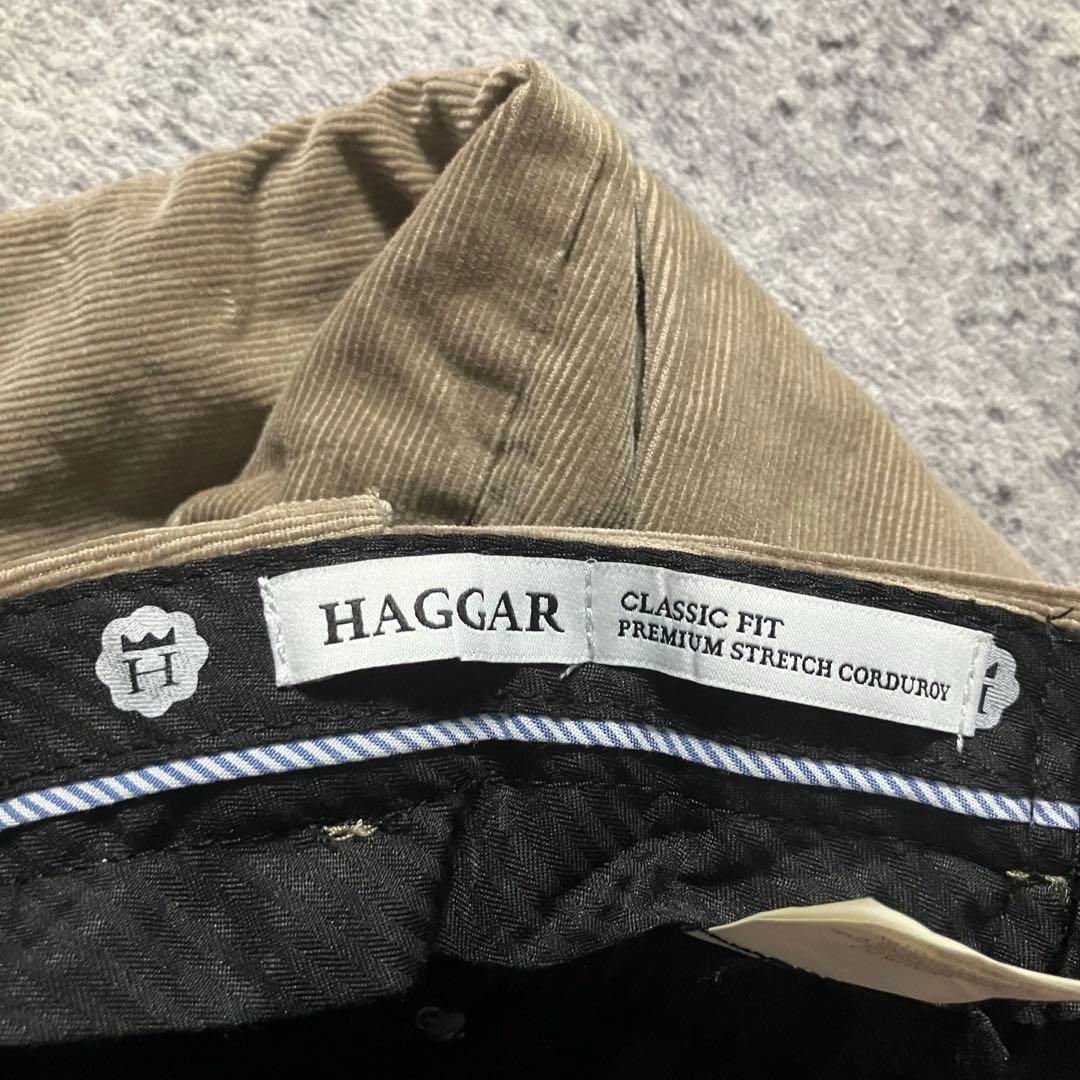 H
HAGGAR
CLASSIC FIT
PREMIUM STRETCH CORDUROY
H